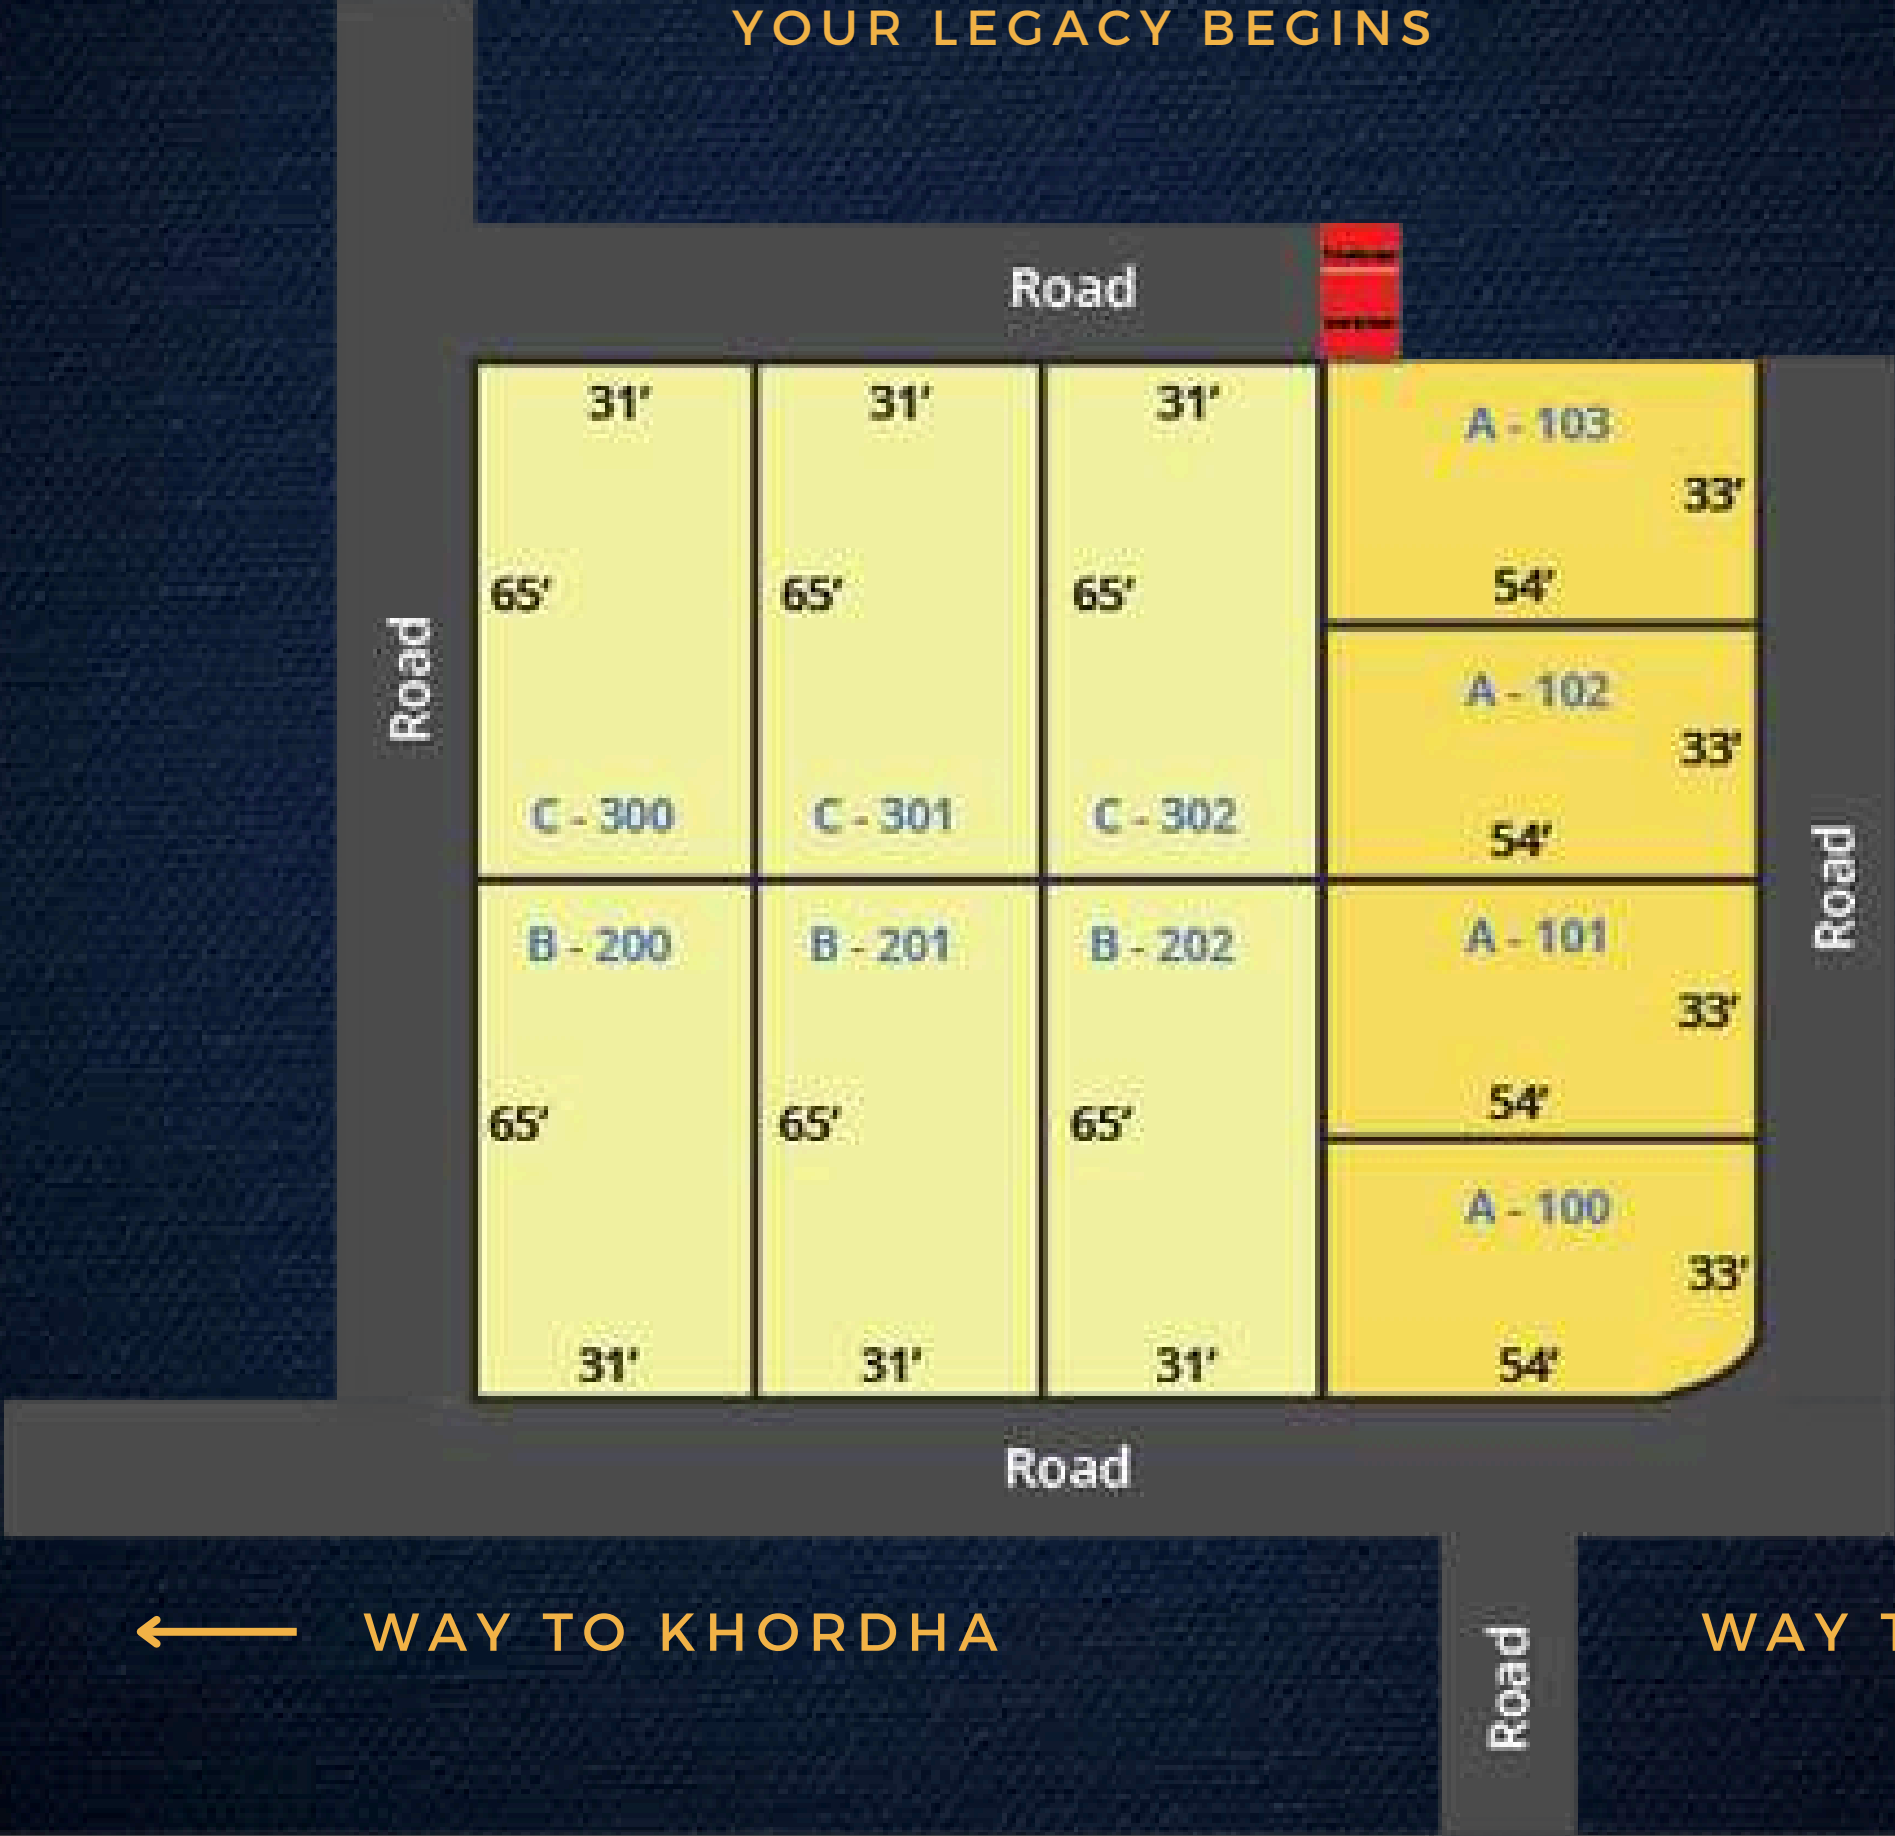 YOUR LEGACY BEGINS
Road
31' 31' 31'
A - 103
33'
65' 65' 65'
54'
Road
A - 102
33'
C - 300 C - 301 C - 302
54'
Road
B - 200 B - 201 B - 202
A - 101
33'
65' 65' 65'
54'
A - 100
33'
31' 31' 31' 54'
Road
WAY TO KHORDHA
WAY
Road